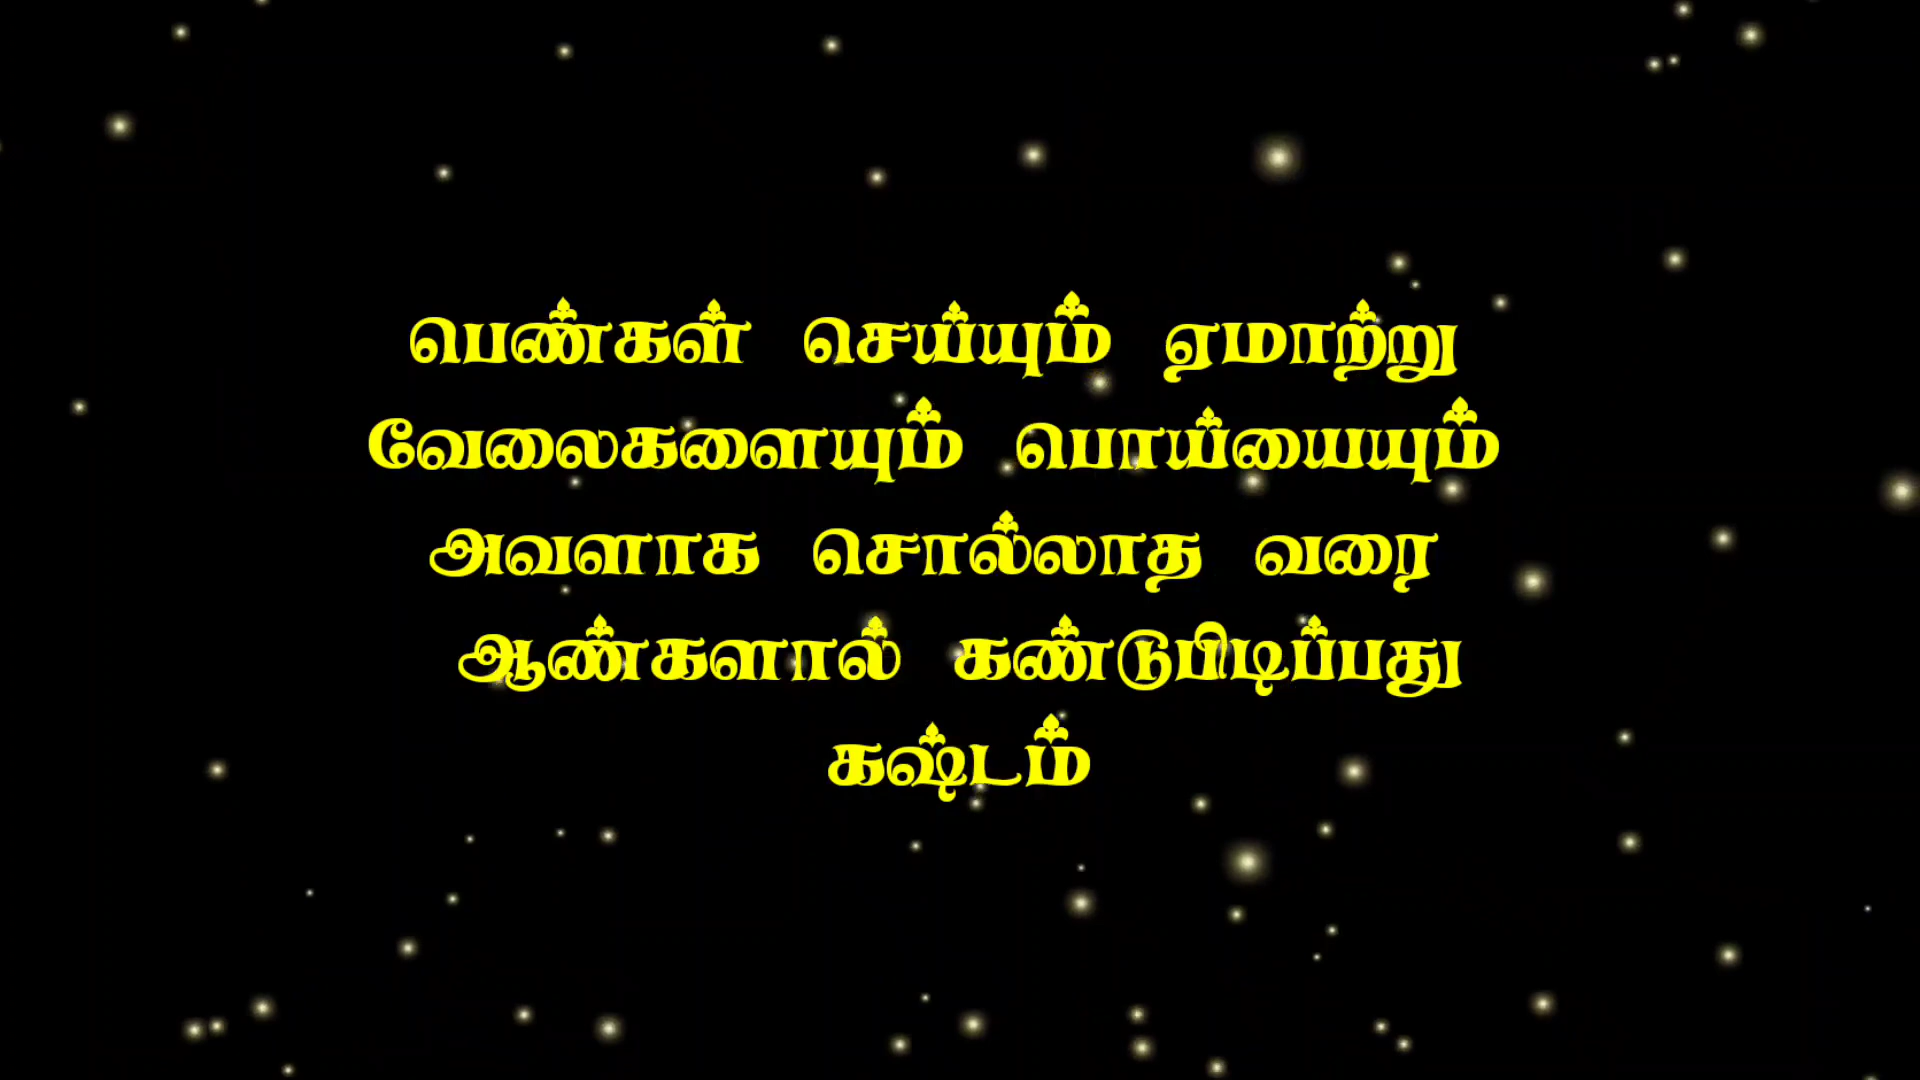 பெண்கள் செய்யும் ஏமாற்று
வேலைகளையும் பொய்யையும்
அவளாக சொல்லாத வரை
ஆண்களால் கண்டுபிடிப்பது
கஷ்டம்